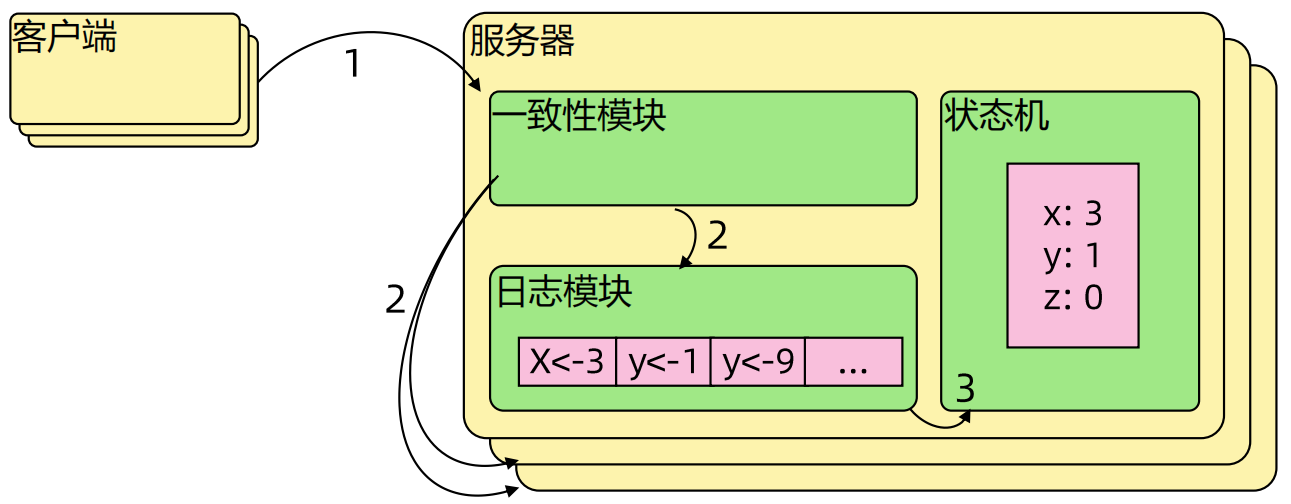 客户端
1
服务器
一致性模块
状态机
x: 3
y: 1
z: 0
2
2
日志模块
X<-3 y<-1 y<-9 ...
3